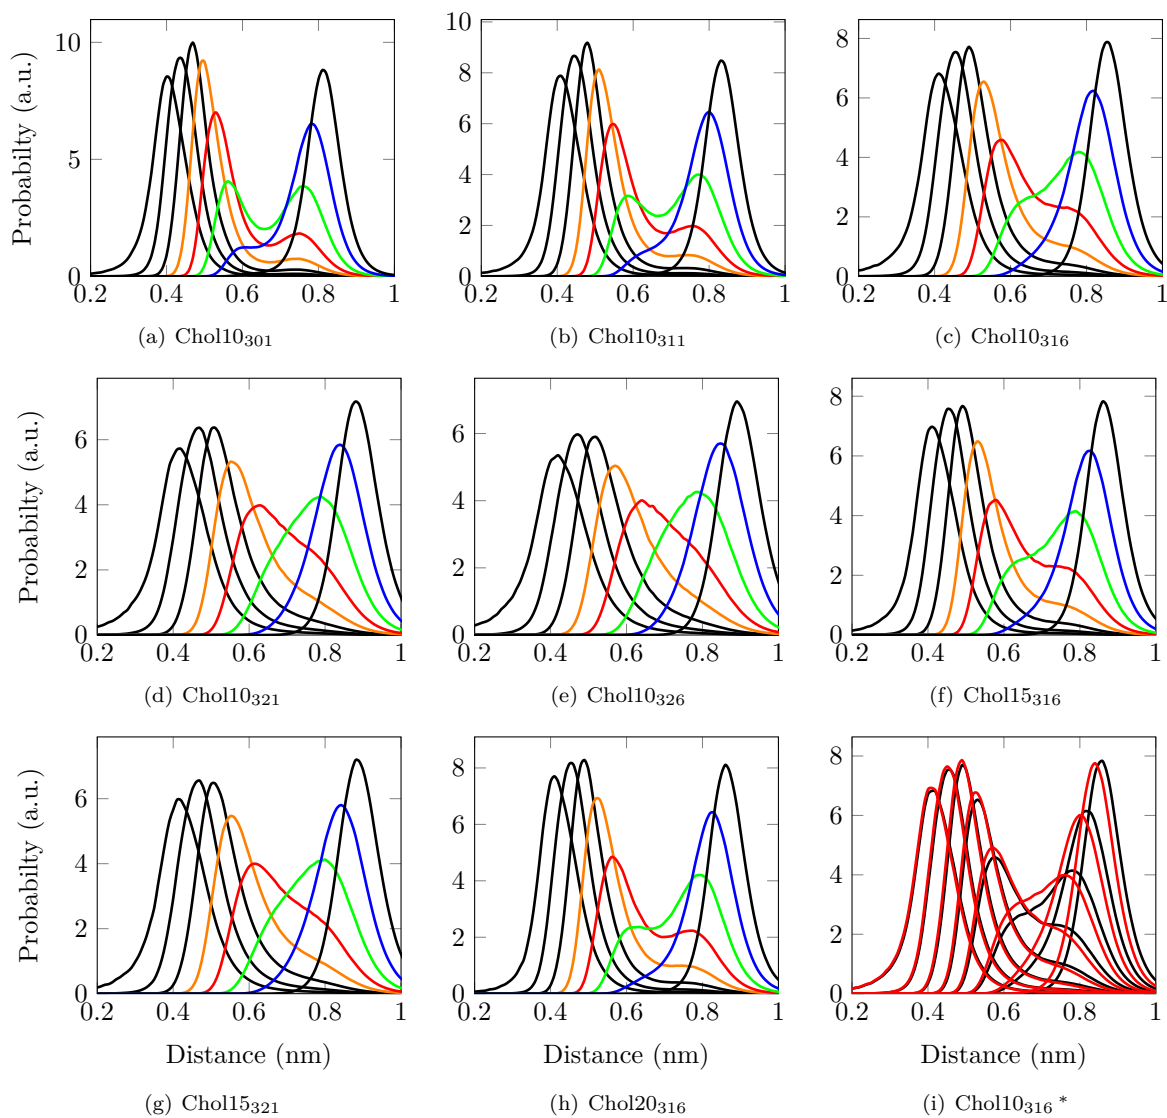 Probabilty (a.u.)
10
5
0
0.2 0.4 0.6 0.8 1
(a) Chol10301
10
8
6
4
2
0
0.2 0.4 0.6 0.8 1
(b) Chol10311
8
6
4
2
0
0.2 0.4 0.6 0.8 1
(c) Chol10316
Probabilty (a.u.)
6
4
2
0
0.2 0.4 0.6 0.8 1
(d) Chol10321
6
4
2
0
0.2 0.4 0.6 0.8 1
(e) Chol10326
8
6
4
2
0
0.2 0.4 0.6 0.8 1
(f) Chol15316
Probabilty (a.u.)
6
4
2
0
0.2 0.4 0.6 0.8 1
Distance (nm)
(g) Chol15321
8
6
4
2
0
0.2 0.4 0.6 0.8 1
Distance (nm)
(h) Chol20316
8
6
4
2
0
0.2 0.4 0.6 0.8 1
Distance (nm)
(i) Chol10316 *